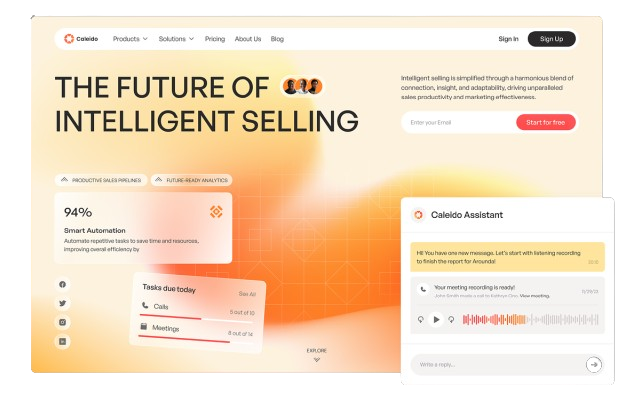 Caleido
Products
Solutions
Pricing
About Us
Blog
Sign In
Sign Up
THE FUTURE OF
INTELLIGENT SELLING
Intelligent selling is simplified through a harmonious blend of
connection, insight, and adaptability, driving unparalleled
sales productivity and marketing effectiveness.
Enter your Email
Start for free
PRODUCTIVE SALES PIPELINES
FUTURE-READY ANALYTICS
94%
Smart Automation
Automate repetitive tasks to save time and resources,
improving overall efficiency by
Tasks due today
See All
Calls
5 out of 10
Meetings
8 out of 14
EXPLORE
Caleido Assistant
Hi! You have one new message. Let's start with listening recording
to finish the report for Arounda!
Your meeting recording is ready!
John Smith made a call to Kathryn Cho. View meeting.
Write a reply...